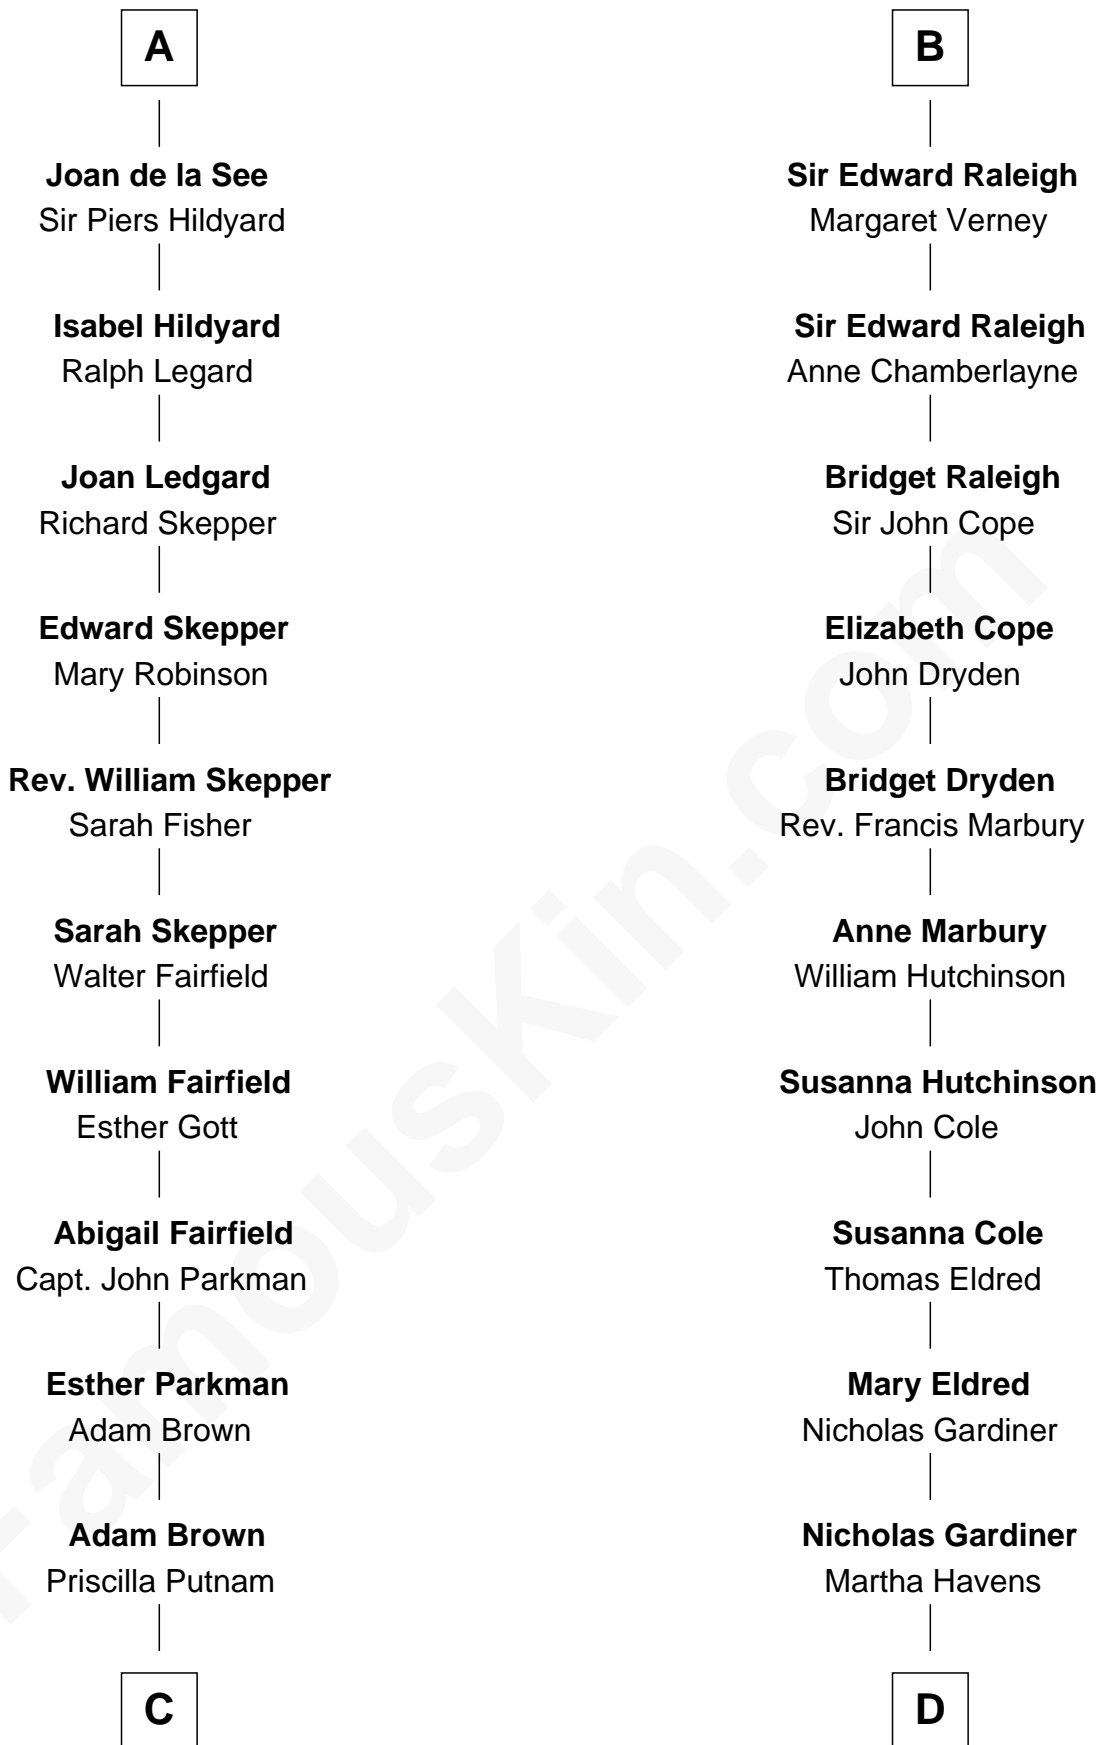 A
Joan de la See
Sir Piers Hildyard
Isabel Hildyard
Ralph Legard
Joan Ledgard
Richard Skepper
Edward Skepper
Mary Robinson
Rev. William Skepper
Sarah Fisher
Sarah Skepper
Walter Fairfield
William Fairfield
Esther Gott
Abigail Fairfield
Capt. John Parkman
Esther Parkman
Adam Brown
Adam Brown
Priscilla Putnam
C
B
Sir Edward Raleigh
Margaret Verney
Sir Edward Raleigh
Anne Chamberlayne
Bridget Raleigh
Sir John Cope
Elizabeth Cope
John Dryden
Bridget Dryden
Rev. Francis Marbury
Anne Marbury
William Hutchinson
Susanna Hutchinson
John Cole
Susanna Cole
Thomas Eldred
Mary Eldred
Nicholas Gardiner
Nicholas Gardiner
Martha Havens
D
FamousKin.com